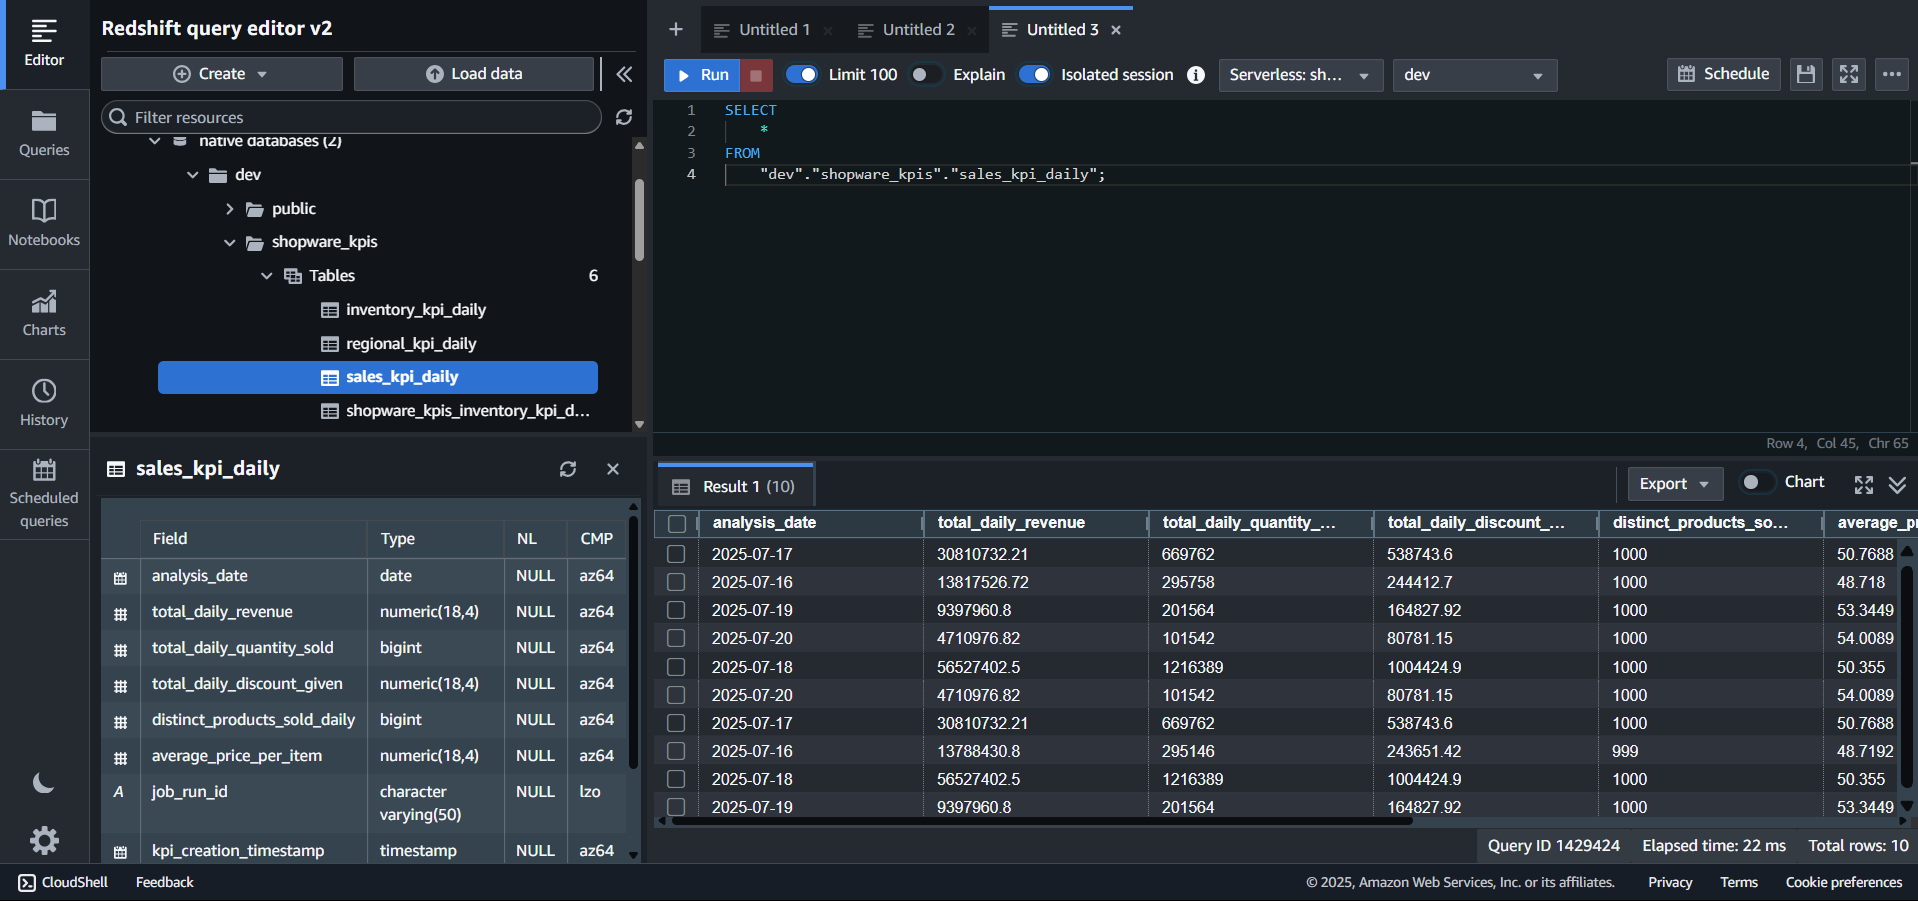 Editor
Queries
Notebooks
Charts
History
Scheduled
queries
Redshift query editor v2
Create
Load data
Filter resources
native databases (2)
dev
public
shopware_kpis
Tables 6
inventory_kpi_daily
regional_kpi_daily
sales_kpi_daily
shopware_kpis_inventory_kpi_d...
sales_kpi_daily
Field Type NL CMP
analysis_date date NULL az64
total_daily_revenue numeric(18,4) NULL az64
total_daily_quantity_sold bigint NULL az64
total_daily_discount_given numeric(18,4) NULL az64
distinct_products_sold_daily bigint NULL az64
average_price_per_item numeric(18,4) NULL az64
job_run_id character varying(50) NULL lzo
kpi_creation_timestamp timestamp NULL az64
Untitled 1 Untitled 2 Untitled 3
Run Limit 100 Explain Isolated session Serverless: sh... dev Schedule
1 SELECT
2 *
3 FROM
4 "dev"."shopware_kpis"."sales_kpi_daily";
Row 4, Col 45, Chr 65
Result 1 (10) Export Chart
analysis_date total_daily_revenue total_daily_quantity_... total_daily_discount_... distinct_products_so... average_pr
2025-07-17 30810732.21 669762 538743.6 1000 50.7688
2025-07-16 13817526.72 295758 244412.7 1000 48.718
2025-07-19 9397960.8 201564 164827.92 1000 53.3449
2025-07-20 4710976.82 101542 80781.15 1000 54.0089
2025-07-18 56527402.5 1216389 1004424.9 1000 50.355
2025-07-20 4710976.82 101542 80781.15 1000 54.0089
2025-07-17 30810732.21 669762 538743.6 1000 50.7688
2025-07-16 13788430.8 295146 243651.42 999 48.7192
2025-07-18 56527402.5 1216389 1004424.9 1000 50.355
2025-07-19 9397960.8 201564 164827.92 1000 53.3449
Query ID 1429424 Elapsed time: 22 ms Total rows: 10
CloudShell Feedback © 2025, Amazon Web Services, Inc. or its affiliates. Privacy Terms Cookie preferences